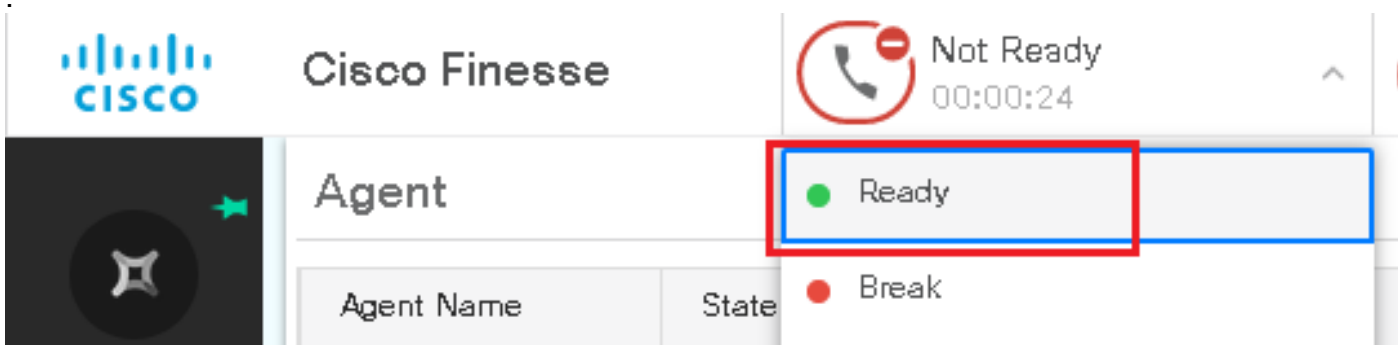 .
CISCO
Cisco Finesse
Not Ready
00:00:24
Agent
Ready
Agent Name
State
Break